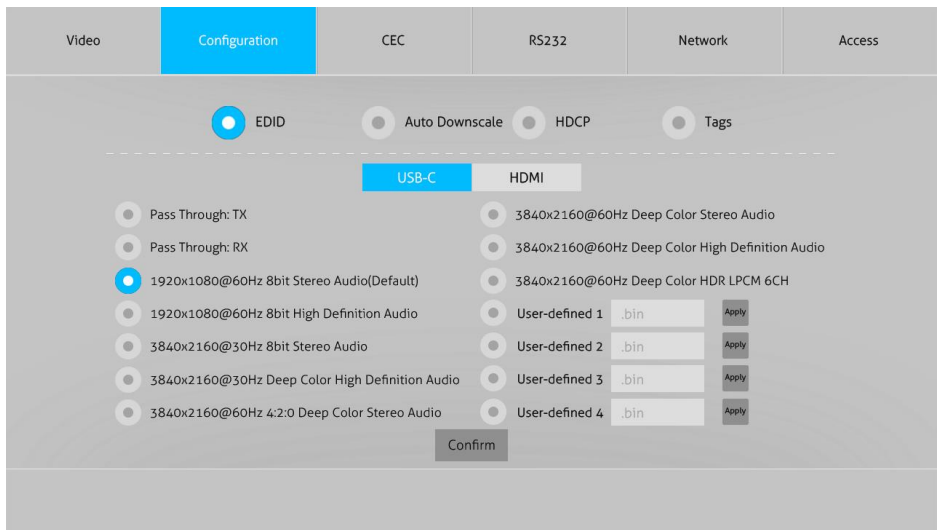 Video Configuration CEC RS232 Network Access
EDID Auto Downscale HDCP Tags
USB-C HDMI
Pass Through: TX
Pass Through: RX
1920x1080@60Hz 8bit Stereo Audio(Default)
1920x1080@60Hz 8bit High Definition Audio
3840x2160@30Hz 8bit Stereo Audio
3840x2160@30Hz Deep Color High Definition Audio
3840x2160@60Hz 4:2:0 Deep Color Stereo Audio
3840x2160@60Hz Deep Color Stereo Audio
3840x2160@60Hz Deep Color High Definition Audio
3840x2160@60Hz Deep Color HDR LPCM 6CH
User-defined 1 .bin Apply
User-defined 2 .bin Apply
User-defined 3 .bin Apply
User-defined 4 .bin Apply
Confirm